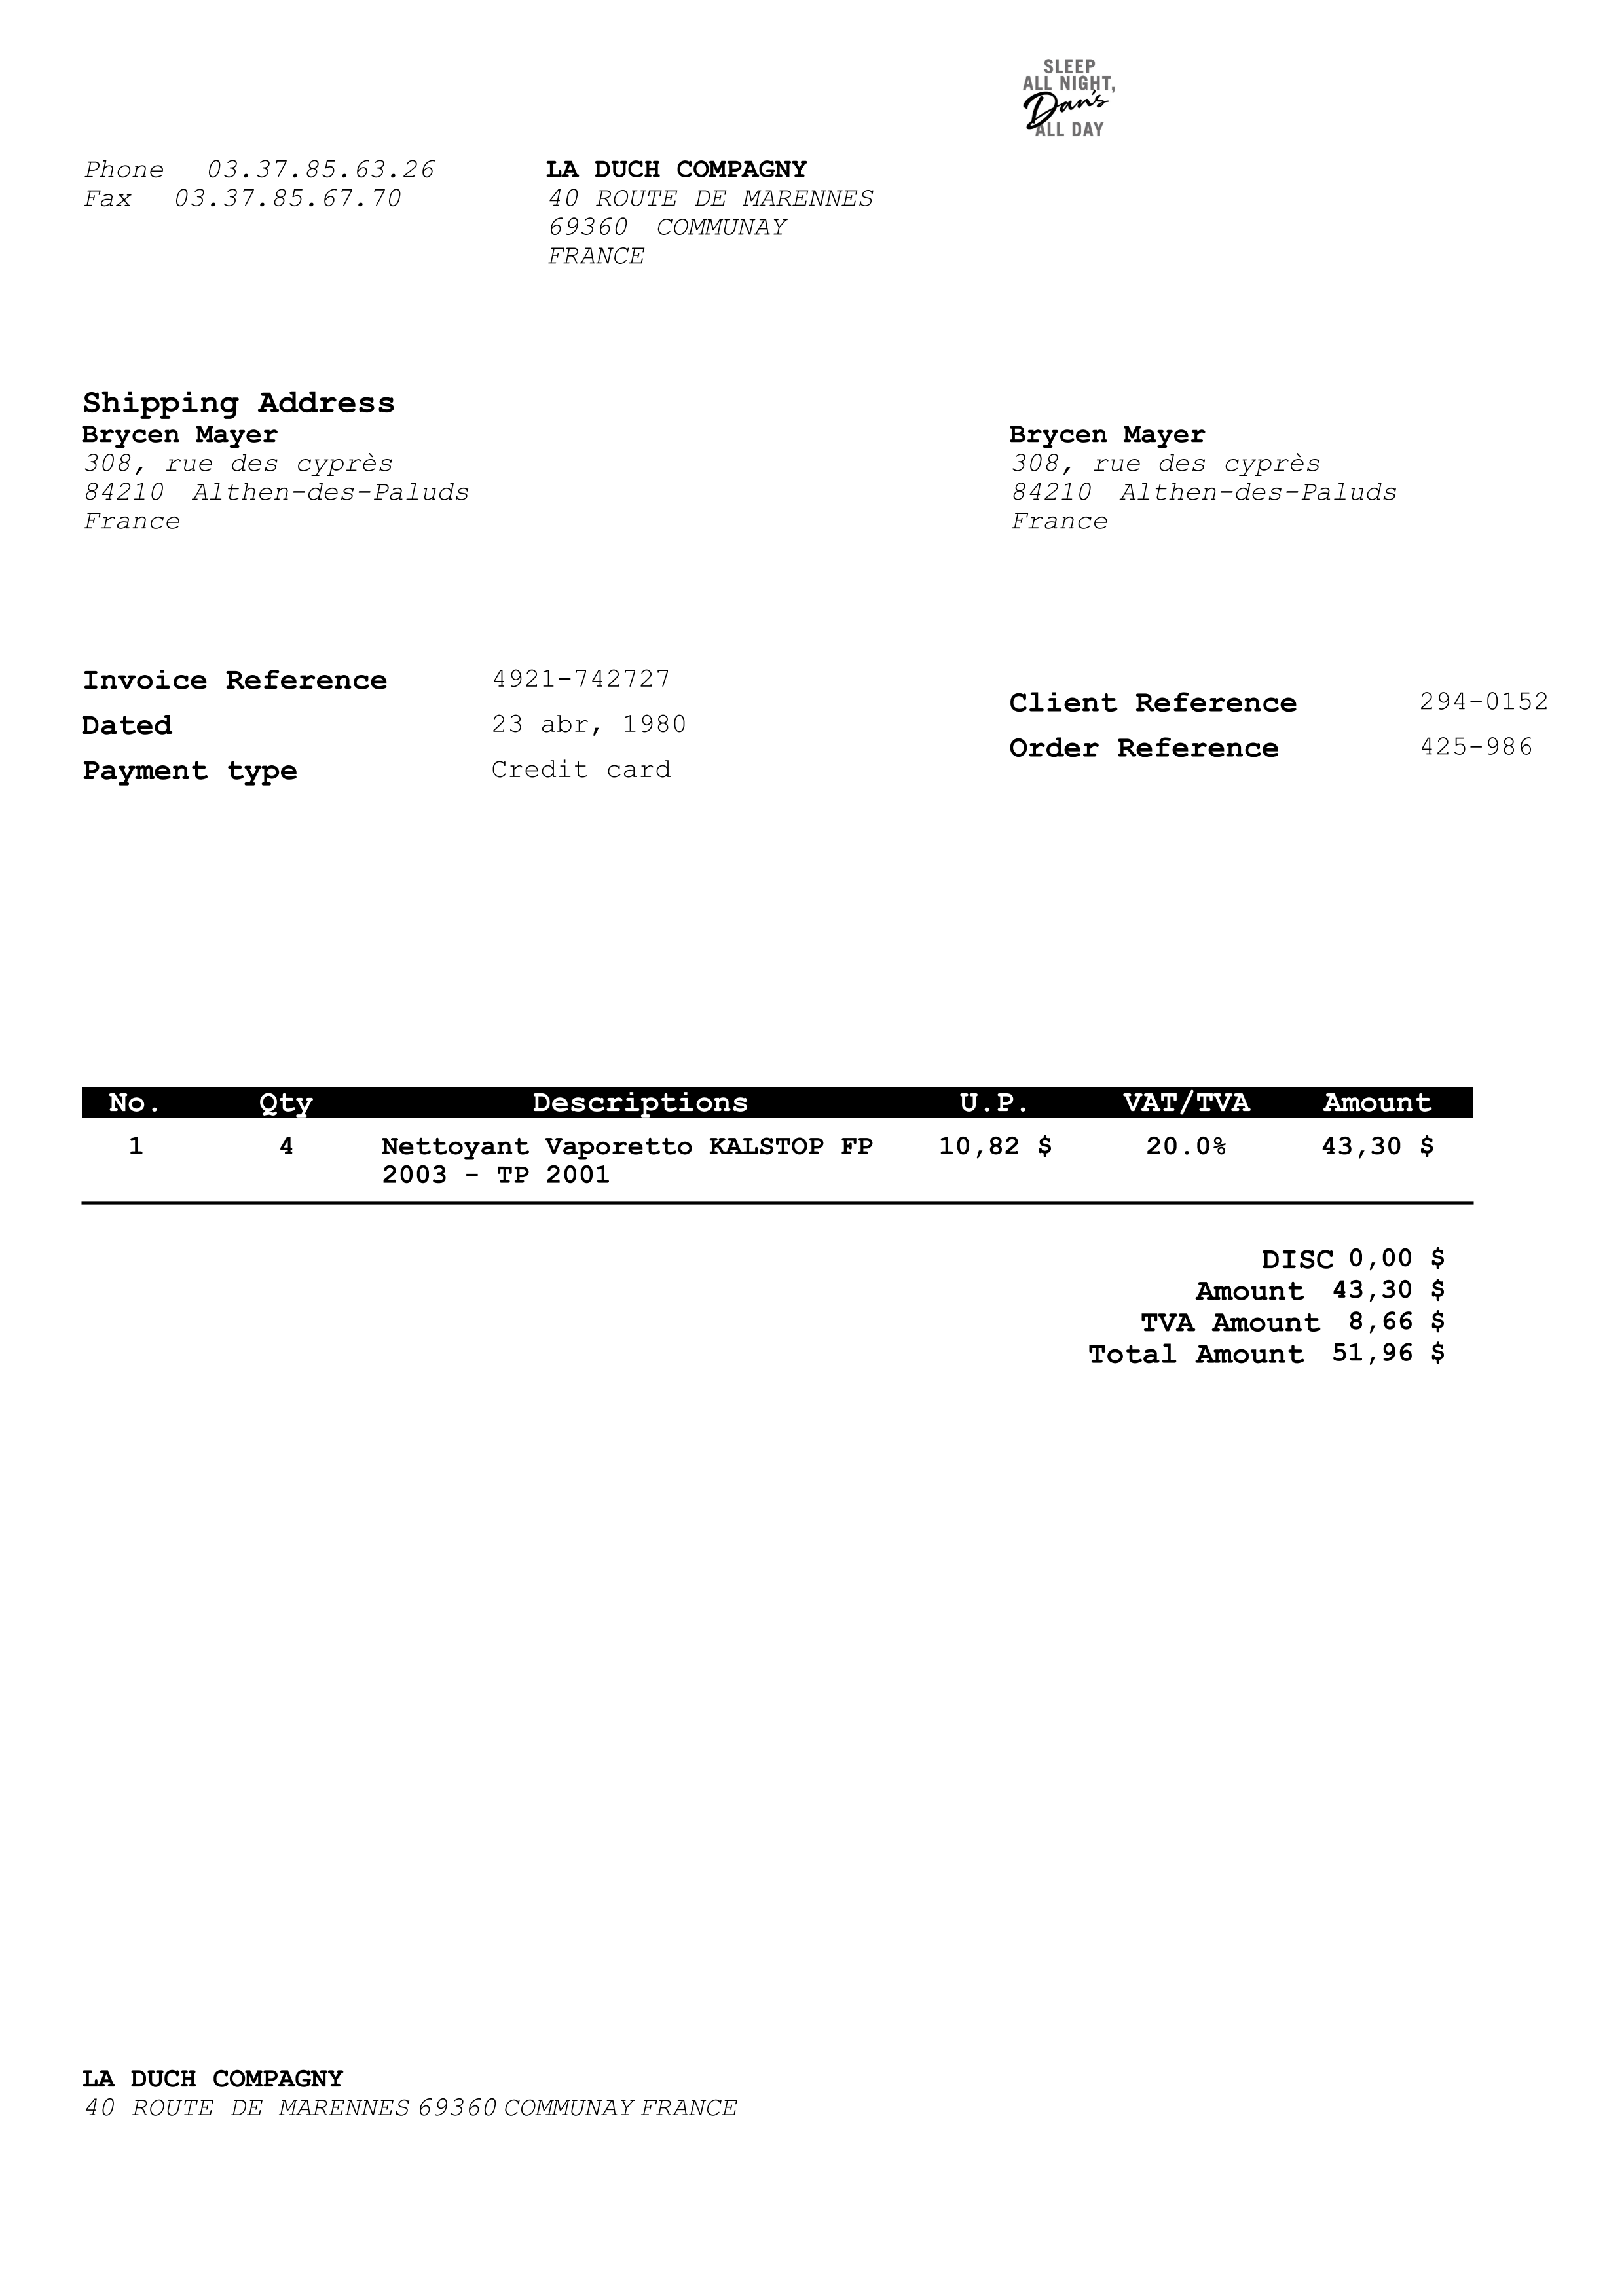 SLEEP
ALL NIGHT,
Dan's
ALL DAY
Phone 03.37.85.63.26
Fax 03.37.85.67.70
LA DUCH COMPAGNY
40 ROUTE DE MARENNES
69360 COMMUNAY
FRANCE
Shipping Address
Brycen Mayer
308, rue des cyprès
84210 Althen-des-Paluds
France
Brycen Mayer
308, rue des cyprès
84210 Althen-des-Paluds
France
Invoice Reference 4921-742727
Dated 23 abr, 1980
Payment type Credit card
Client Reference 294-0152
Order Reference 425-986
No. Qty Descriptions U.P. VAT/TVA Amount
1 4 Nettoyant Vaporetto KALSTOP FP 10,82 $ 20.0% 43,30 $
2003 - TP 2001
DISC 0,00 $
Amount 43,30 $
TVA Amount 8,66 $
Total Amount 51,96 $
LA DUCH COMPAGNY
40 ROUTE DE MARENNES 69360 COMMUNAY FRANCE